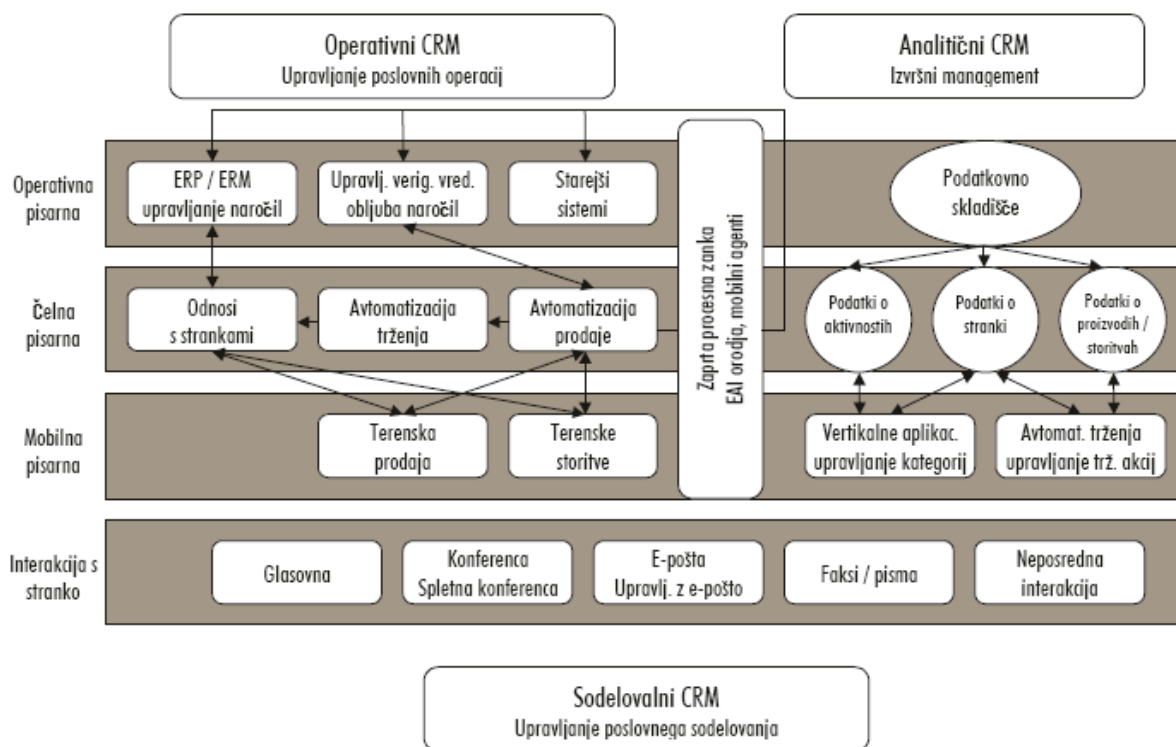 Operativni CRM
Upravljanje poslovnih operacij
Analitični CRM
Izvršni management
Operativna
pisarna
ERP / ERM
upravljanje naročil
Upravlj. verig. vred.
obljuba naročil
Starejši
sistemi
Zaprta procesna zanka
EAI orodja, mobilni agenti
Podatkovno
skladišče
Čelna
pisarna
Odnosi
s strankami
Avtomatizacija
trženja
Avtomatizacija
prodaje
Podatki o
aktivnostih
Podatki o
stranki
Podatki o
proizvodih /
storitvah
Mobilna
pisarna
Terenska
prodaja
Terenske
storitve
Vertikalne aplikac.
upravljanje kategorij
Avtomat. trženja
upravljanje trž. akcij
Interakcija s
stranko
Glasovna
Konferenca
Spletna konferenca
E-pošta
Upravlj. z e-pošto
Faksi / pisma
Neposredna
interakcija
Sodelovalni CRM
Upravljanje poslovnega sodelovanja